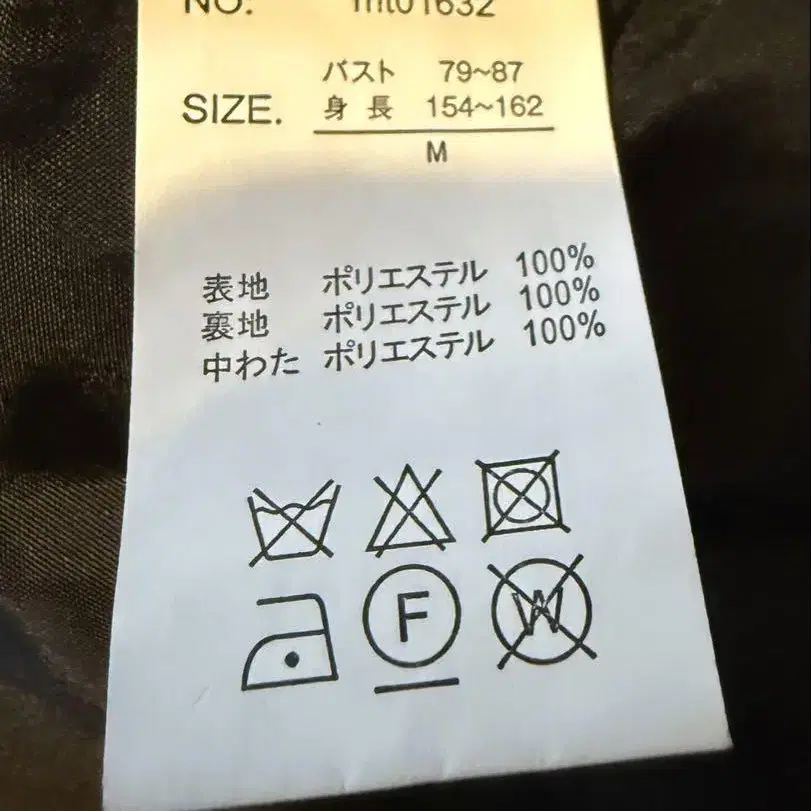 NO. mt01632
バスト 79~87
SIZE. 身長 154~162
M
表地 ポリエステル 100%
裏地 ポリエステル 100%
中わた ポリエステル 100%
F W